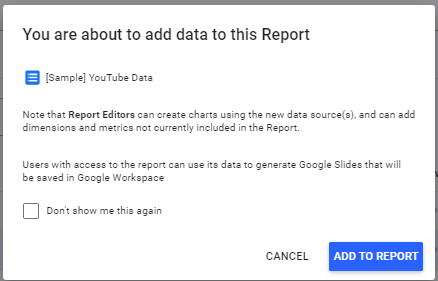 You are about to add data to this Report
[Sample] YouTube Data
Note that Report Editors can create charts using the new data source(s), and can add
dimensions and metrics not currently included in the Report.
Users with access to the report can use its data to generate Google Slides that will
be saved in Google Workspace
Don't show me this again
CANCEL
ADD TO REPORT